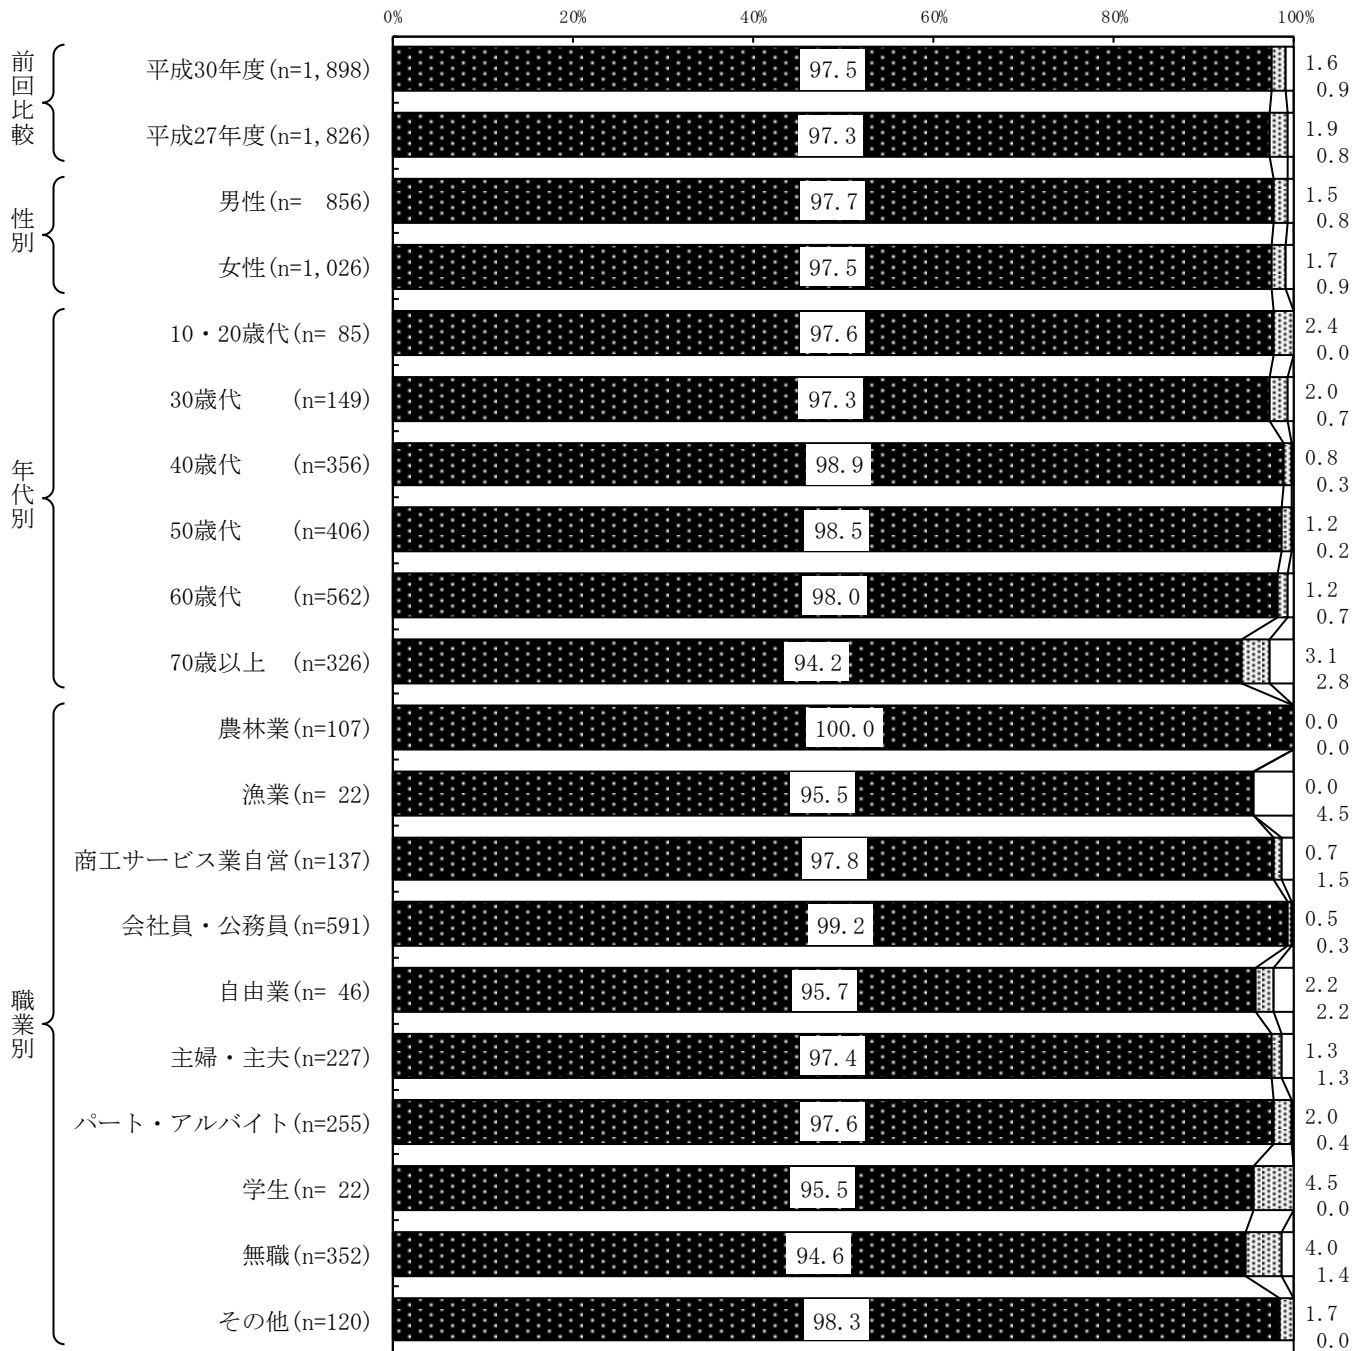 0% 20% 40% 60% 80% 100%
前回比較
平成30年度(n=1,898) 97.5 1.6 0.9
平成27年度(n=1,826) 97.3 1.9 0.8
性別
男性(n= 856) 97.7 1.5 0.8
女性(n=1,026) 97.5 1.7 0.9
年代別
10・20歳代(n= 85) 97.6 2.4 0.0
30歳代 (n=149) 97.3 2.0 0.7
40歳代 (n=356) 98.9 0.8 0.3
50歳代 (n=406) 98.5 1.2 0.2
60歳代 (n=562) 98.0 1.2 0.7
70歳以上 (n=326) 94.2 3.1 2.8
職業別
農林業(n=107) 100.0 0.0 0.0
漁業(n= 22) 95.5 0.0 4.5
商工サービス業自営(n=137) 97.8 0.7 1.5
会社員・公務員(n=591) 99.2 0.5 0.3
自由業(n= 46) 95.7 2.2 2.2
主婦・主夫(n=227) 97.4 1.3 1.3
パート・アルバイト(n=255) 97.6 2.0 0.4
学生(n= 22) 95.5 4.5 0.0
無職(n=352) 94.6 4.0 1.4
その他(n=120) 98.3 1.7 0.0